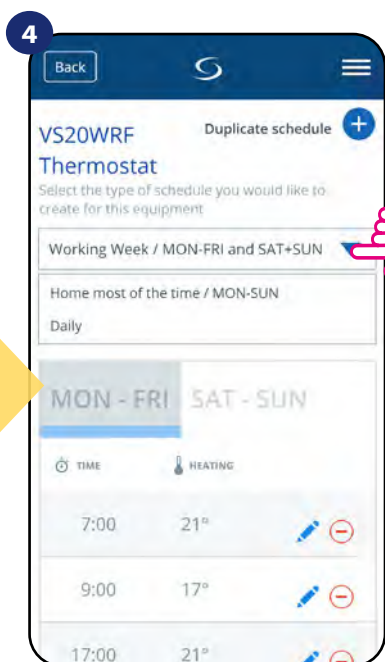 4
Back
VS20WRF
Thermostat
Duplicate schedule
Select the type of schedule you would like to
create for this equipment
Working Week / MON-FRI and SAT+SUN
Home most of the time / MON-SUN
Daily
MON - FRI SAT - SUN
TIME HEATING
7:00 21°
9:00 17°
17:00 21°